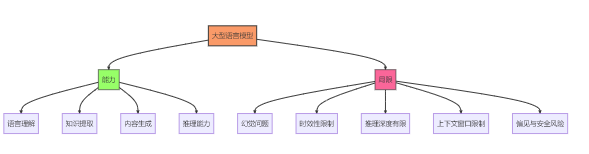 大型语言模型
能力
局限
语言理解
知识提取
内容生成
推理能力
幻觉问题
时效性限制
推理深度有限
上下文窗口限制
偏见与安全风险